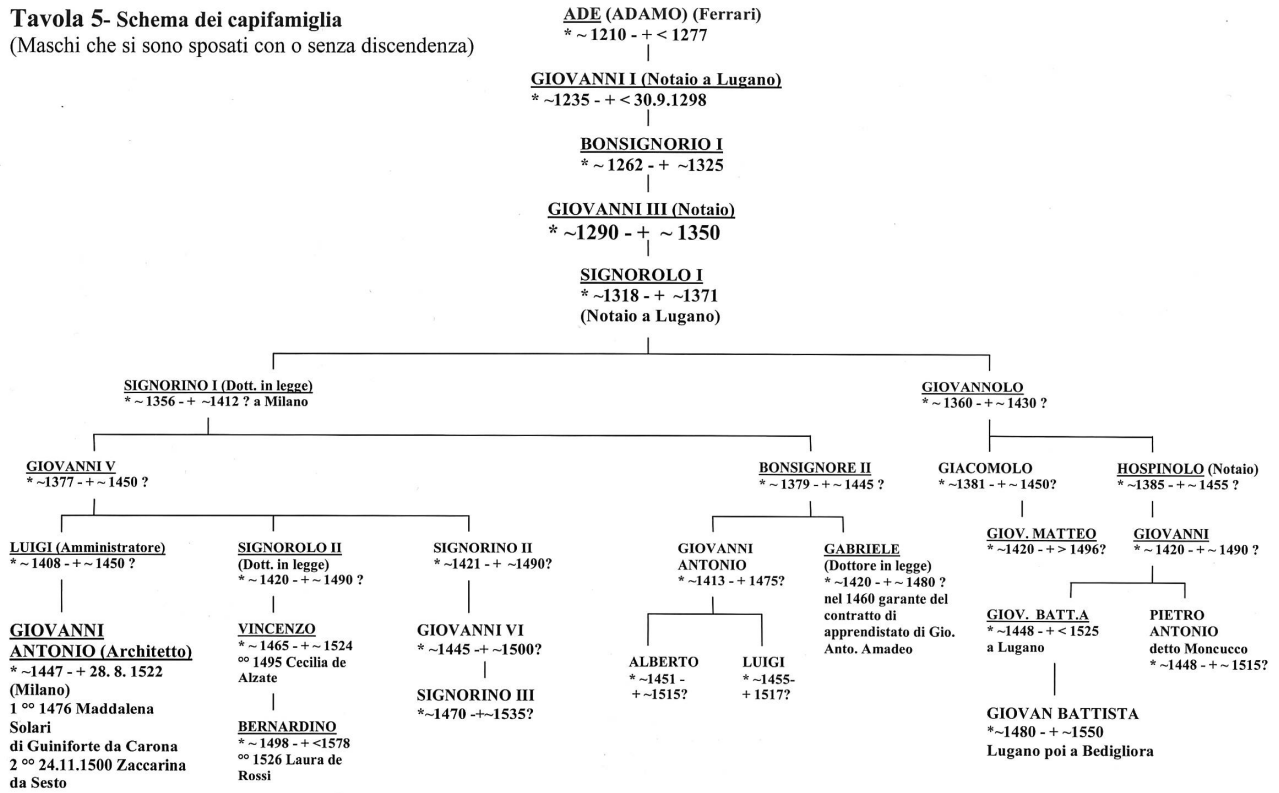 Tavola 5- Schema dei capifamiglia
(Maschi che si sono sposati con o senza discendenza)
ADE (ADAMO) (Ferrari)
* ~ 1210 - + < 1277
GIOVANNI I (Notaio a Lugano)
* ~1235 - + < 30.9.1298
BONSIGNORIO I
* ~ 1262 - + ~1325
GIOVANNI III (Notaio)
* ~1290 - + ~ 1350
SIGNOROLO I
* ~1318 - + ~1371
(Notaio a Lugano)
SIGNORINO I (Dott. in legge)
* ~ 1356 - + ~1412 ? a Milano
GIOVANNOLO
* ~ 1360 - +~ 1430 ?
GIOVANNI V
* ~1377 - +~ 1450 ?
BONSIGNORE II
* ~ 1379 - +~ 1445 ?
GIACOMOLO
* ~1381 - +~ 1450?
HOSPINOLO (Notaio)
* ~1385 - +~ 1455 ?
LUIGI (Amministratore)
* ~ 1408 - +~ 1450 ?
SIGNOROLO II
(Dott. in legge)
* ~ 1420 - +~ 1490 ?
SIGNORINO II
* ~1421 - + ~1490?
GIOVANNI
ANTONIO
* ~1413 - + 1475?
GABRIELE
(Dottore in legge)
* ~1420 - +~ 1480 ?
nel 1460 garante del
contratto di
apprendistato di Gio.
Anto. Amadeo
GIOV. MATTEO
* ~1420 - + > 1496?
GIOVANNI
* ~ 1420 - +~ 1490 ?
GIOVANNI
ANTONIO (Architetto)
* ~1447 - + 28. 8. 1522
(Milano)
1 °° 1476 Maddalena
Solari
di Guiniforte da Carona
2 °° 24.11.1500 Zaccarina
da Sesto
VINCENZO
* ~ 1465 - +~ 1524
°° 1495 Cecilia de
Alzate
BERNARDINO
* ~ 1498 - + <1578
°° 1526 Laura de
Rossi
GIOVANNI VI
* ~1445 - +~1500?
SIGNORINO III
*~1470 -+~1535?
ALBERTO
* ~1451 -
+ ~1515?
LUIGI
* ~1455-
+ 1517?
GIOV. BATT.A
* ~1448 - + < 1525
a Lugano
PIETRO
ANTONIO
detto Moncucco
* ~1448 - +~ 1515?
GIOVAN BATTISTA
*~1480 - + ~1550
Lugano poi a Bedigliora